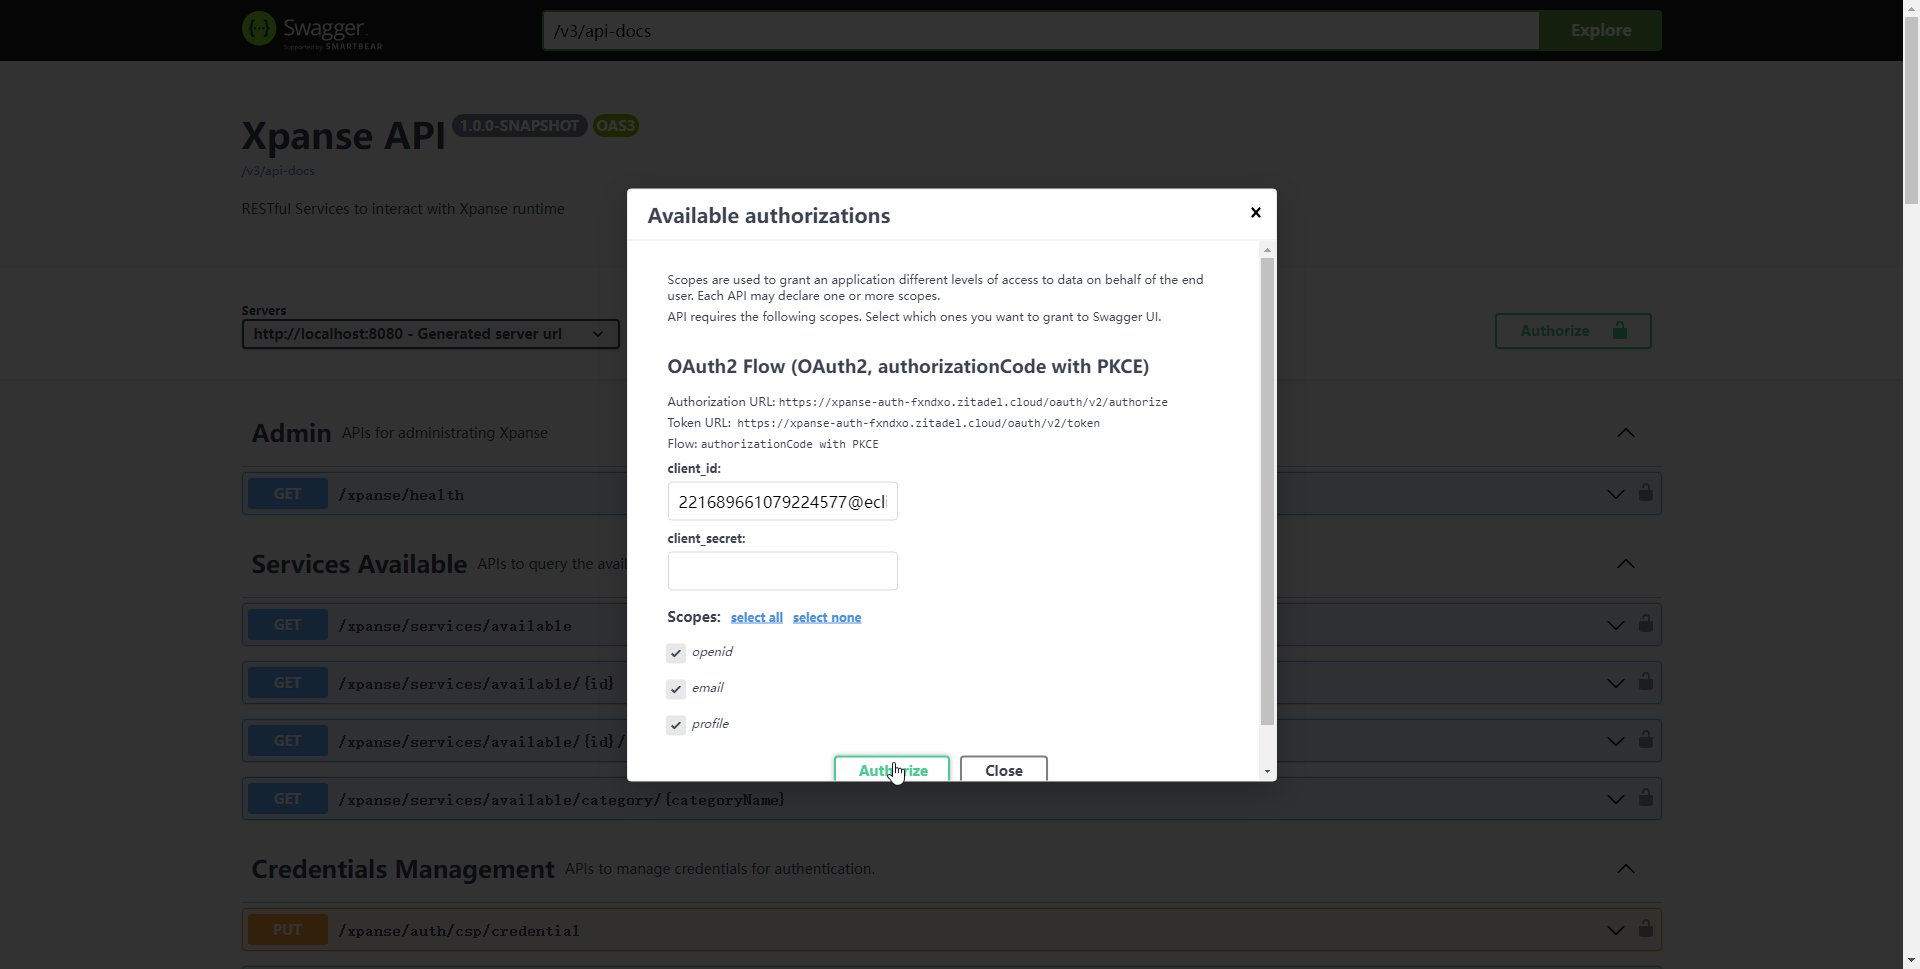 Swagger.
Supported by SMARTBEAR
/v3/api-docs
Explore
Xpanse API
1.0.0-SNAPSHOT
OAS3
/v3/api-docs
RESTful Services to interact with Xpanse runtime
Servers
http://localhost:8080 - Generated server url
Authorize
Available authorizations
Scopes are used to grant an application different levels of access to data on behalf of the end
user. Each API may declare one or more scopes.
API requires the following scopes. Select which ones you want to grant to Swagger UI.
OAuth2 Flow (OAuth2, authorizationCode with PKCE)
Authorization URL: https://xpanse-auth-fxndxo.zitadel.cloud/oauth/v2/authorize
Token URL: https://xpanse-auth-fxndxo.zitadel.cloud/oauth/v2/token
Flow: authorizationCode with PKCE
client_id:
221689661079224577@ecli
client_secret:
Scopes: select all select none
openid
email
profile
Authorize
Close
Admin APIs for administrating Xpanse
GET /xpanse/health
Services Available APIs to query the avail
GET /xpanse/services/available
GET /xpanse/services/available/{id}
GET /xpanse/services/available/{id}/
GET /xpanse/services/available/category/{categoryName}
Credentials Management APIs to manage credentials for authentication.
PUT /xpanse/auth/csp/credential